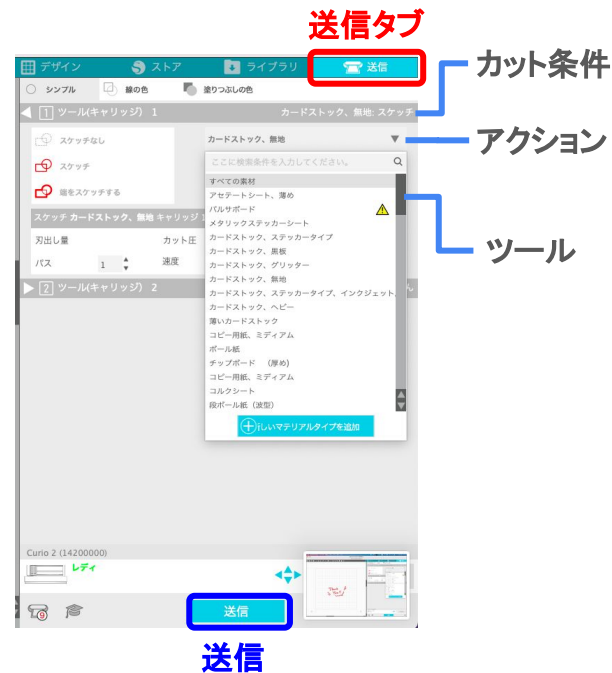 送信タブ
デザイン
ストア
ライブラリ
送信
シンプル
線の色
塗りつぶしの色
カット条件
1 ツール(キャリッジ) 1
カードストック、無地: スケッチ
スケッチなし
カードストック、無地
アクション
ここに検索条件を入力してください。
スケッチ
すべての素材
端をスケッチする
アセテートシート、薄め
バルサボード
メタリックステッカーシート
スケッチ カードストック、無地 キャリッジ 1
カードストック、ステッカータイプ
刃出し量
カット圧
カードストック、黒板
ツール
カードストック、グリッター
パス
1
速度
カードストック、無地
2 ツール(キャリッジ) 2
カードストック、ステッカータイプ、インクジェット、
カードストック、ヘビー
薄いカードストック
コピー用紙、ミディアム
ボール紙
チップボード (厚め)
コピー用紙、ミディアム
コルクシート
段ボール紙(波型)
しいマテリアルタイプを追加
Curio 2 (14200000)
レディ
9
送信
送信